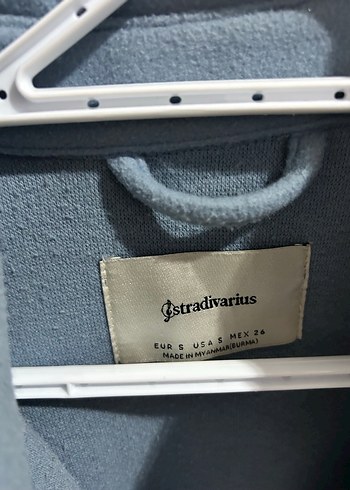 stradivarius
EUR S USA S MEX 26
MADE IN MYANMAR(BURMA)